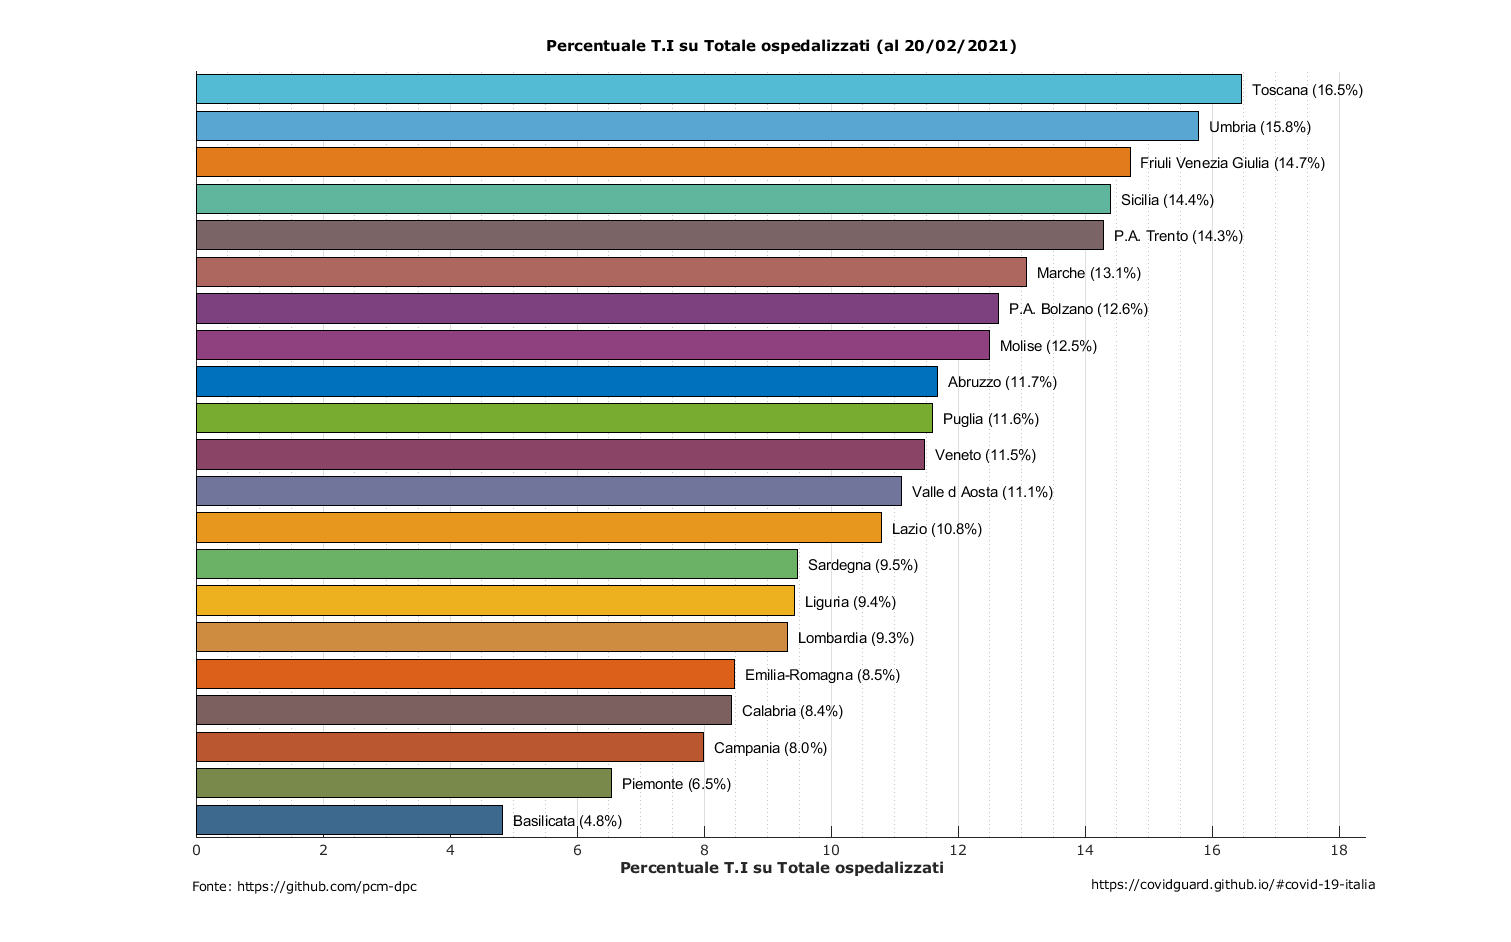 Percentuale T.I su Totale ospedalizzati (al 20/02/2021)
Toscana (16.5%)
Umbria (15.8%)
Friuli Venezia Giulia (14.7%)
Sicilia (14.4%)
P.A. Trento (14.3%)
Marche (13.1%)
P.A. Bolzano (12.6%)
Molise (12.5%)
Abruzzo (11.7%)
Puglia (11.6%)
Veneto (11.5%)
Valle d Aosta (11.1%)
Lazio (10.8%)
Sardegna (9.5%)
Liguria (9.4%)
Lombardia (9.3%)
Emilia-Romagna (8.5%)
Calabria (8.4%)
Campania (8.0%)
Piemonte (6.5%)
Basilicata (4.8%)
0 2 4 6 8 10 12 14 16 18
Percentuale T.I su Totale ospedalizzati
Fonte: https://github.com/pcm-dpc
https://covidguard.github.io/#covid-19-italia